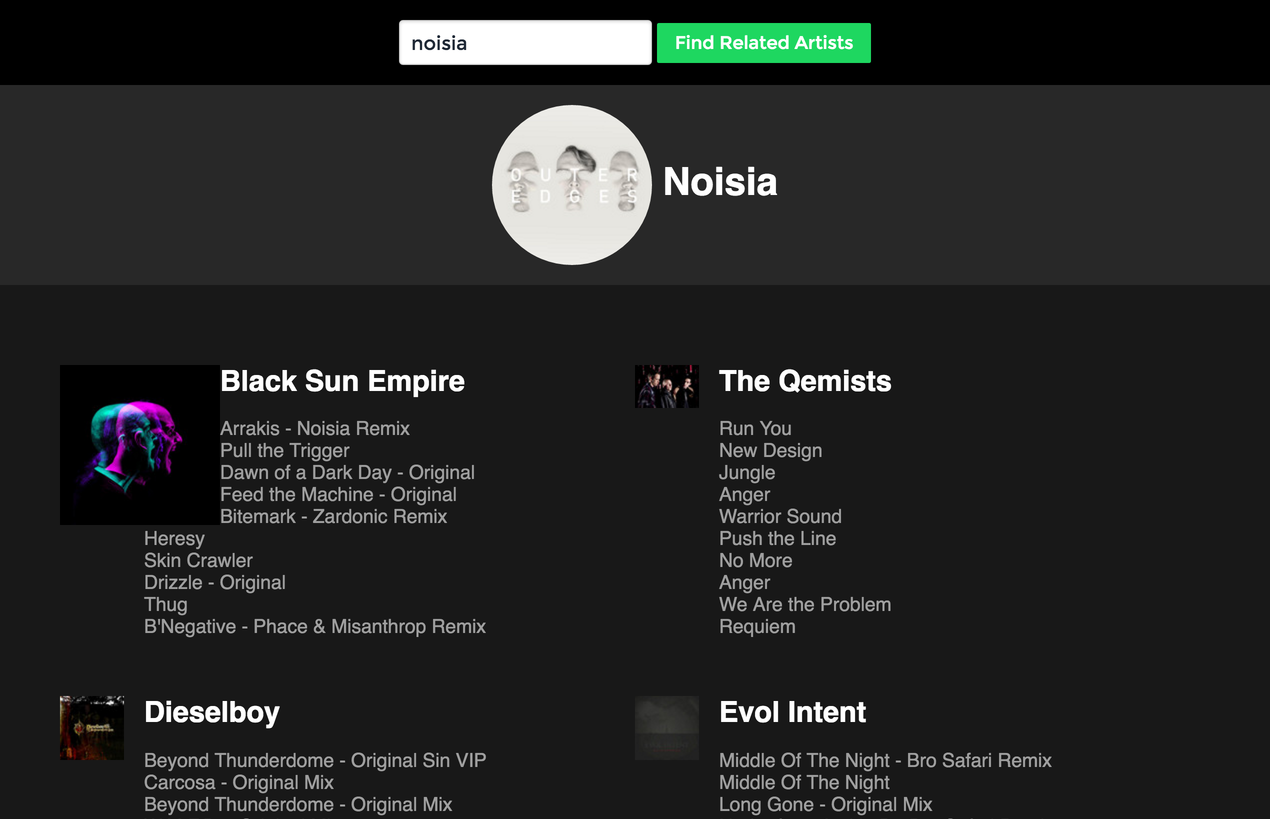 noisia
Find Related Artists
OUTER
EDGES
Noisia
Black Sun Empire
Arrakis - Noisia Remix
Pull the Trigger
Dawn of a Dark Day - Original
Feed the Machine - Original
Bitemark - Zardonic Remix
Heresy
Skin Crawler
Drizzle - Original
Thug
B'Negative - Phace & Misanthrop Remix
The Qemists
Run You
New Design
Jungle
Anger
Warrior Sound
Push the Line
No More
Anger
We Are the Problem
Requiem
Dieselboy
Beyond Thunderdome - Original Sin VIP
Carcosa - Original Mix
Beyond Thunderdome - Original Mix
Evol Intent
Middle Of The Night - Bro Safari Remix
Middle Of The Night
Long Gone - Original Mix